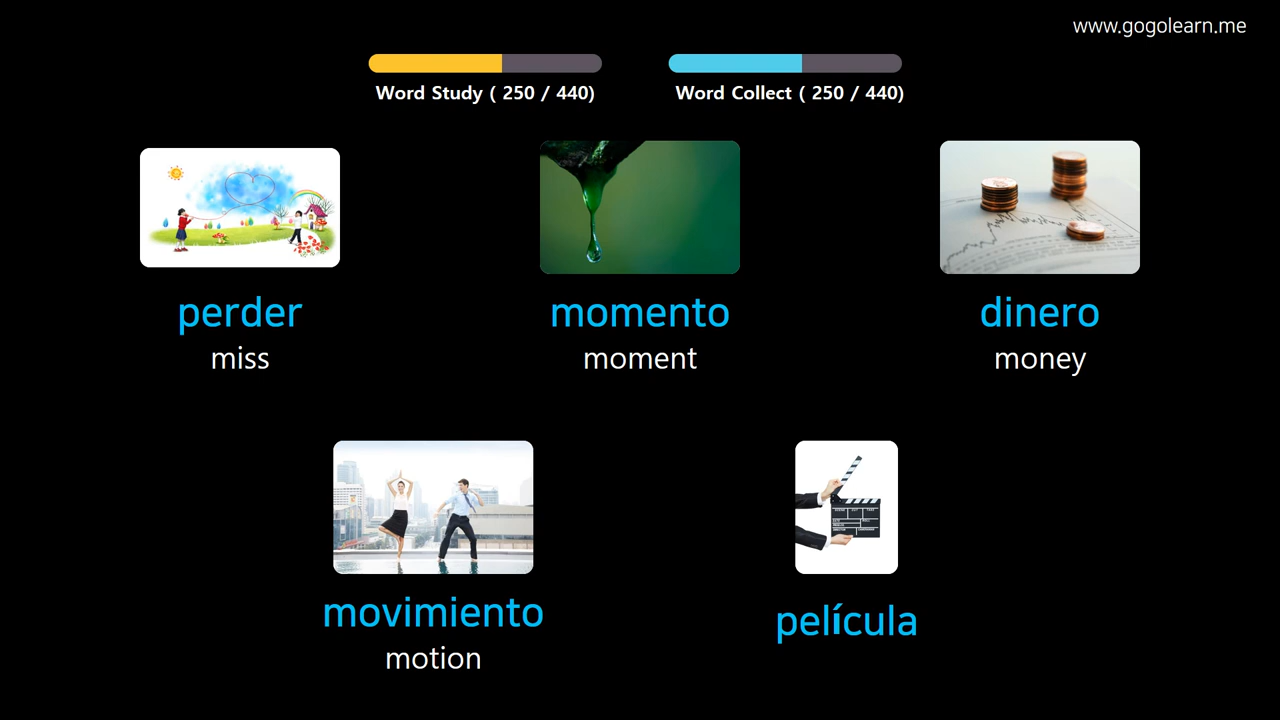 www.gogolearn.me
Word Study ( 250 / 440)
Word Collect ( 250 / 440)
perder
miss
momento
moment
dinero
money
movimiento
motion
película